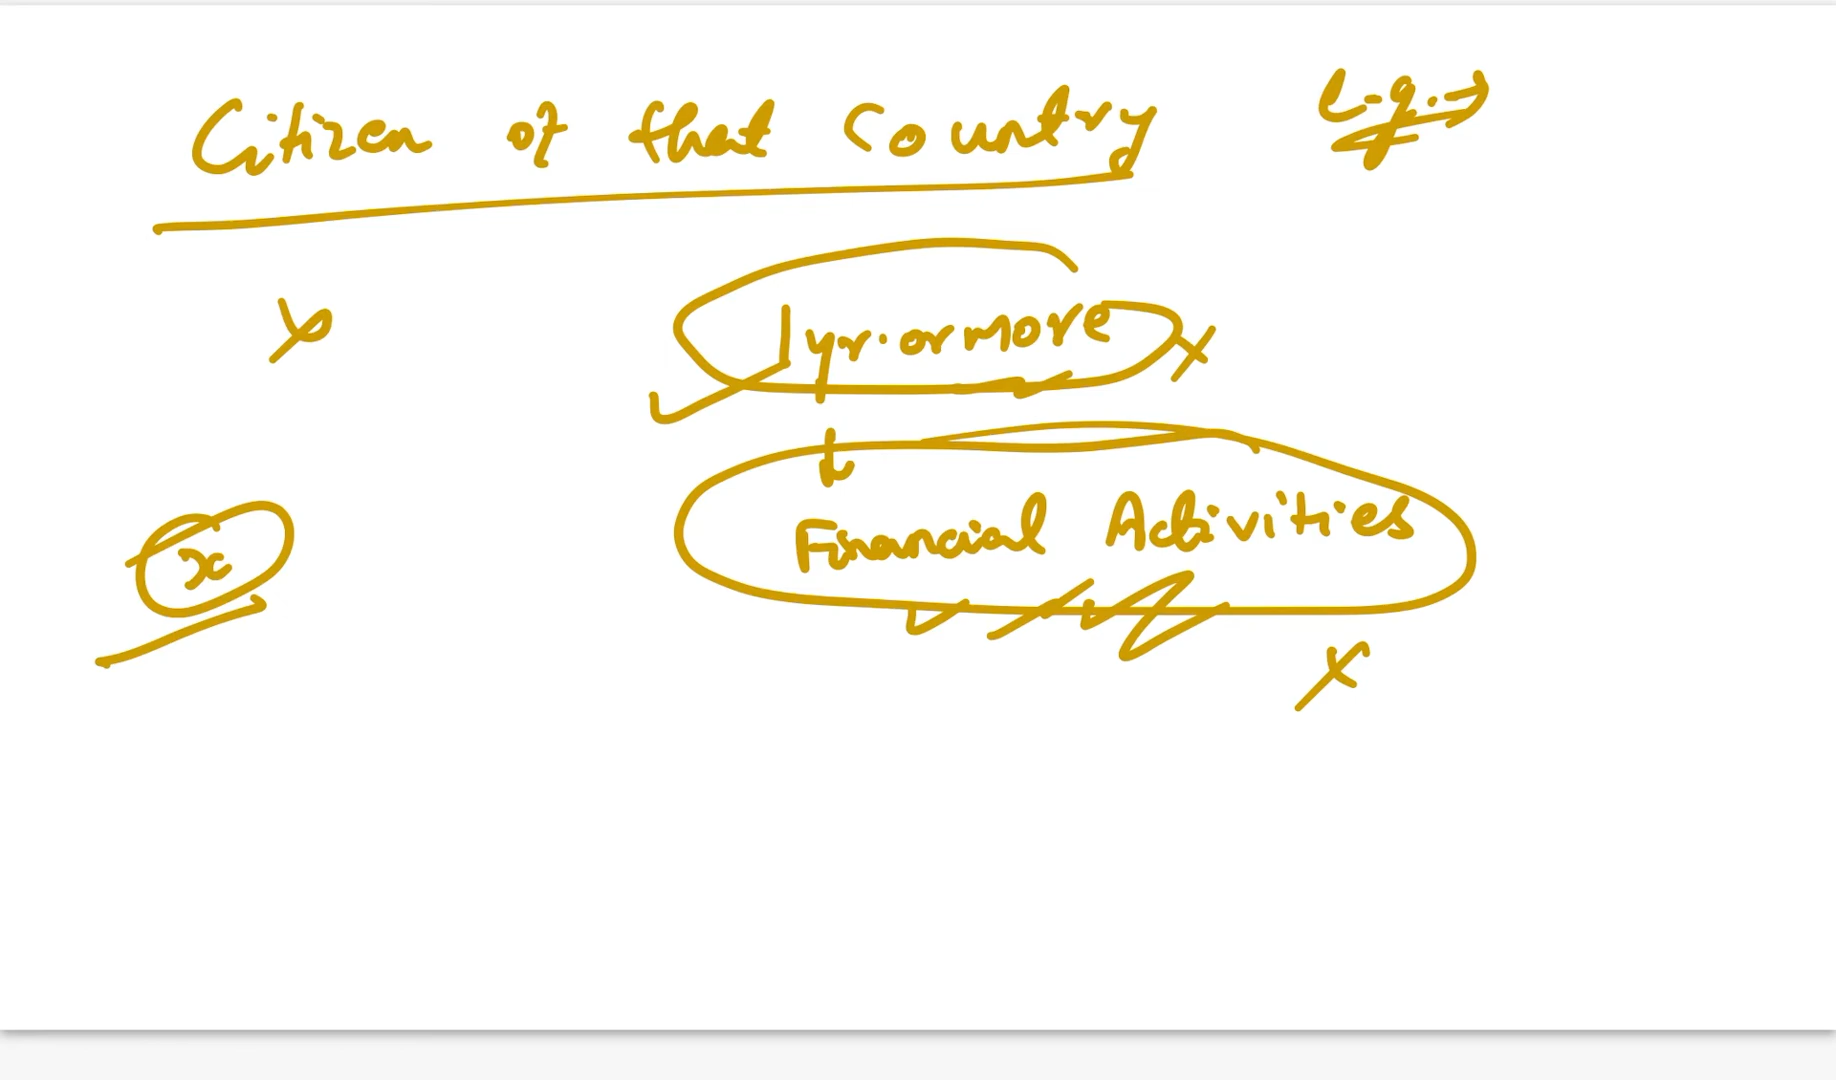 Citizen of that Country e.g. →
1yr. or more
Financial Activities
x